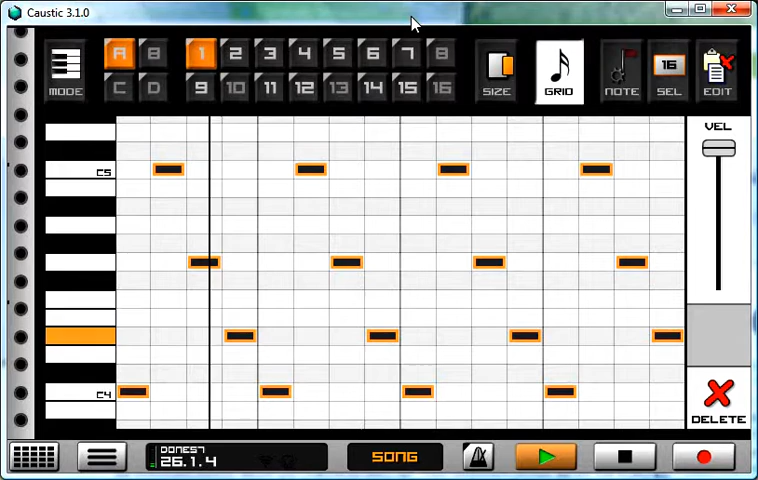 Caustic 3.1.0
A B 1 2 3 4 5 6 7 8
C D 9 10 11 12 13 14 15 16
MODE
SIZE
GRID
NOTE
16
SEL
EDIT
VEL
C5
C4
DELETE
DONE57
26.1.4
SONG